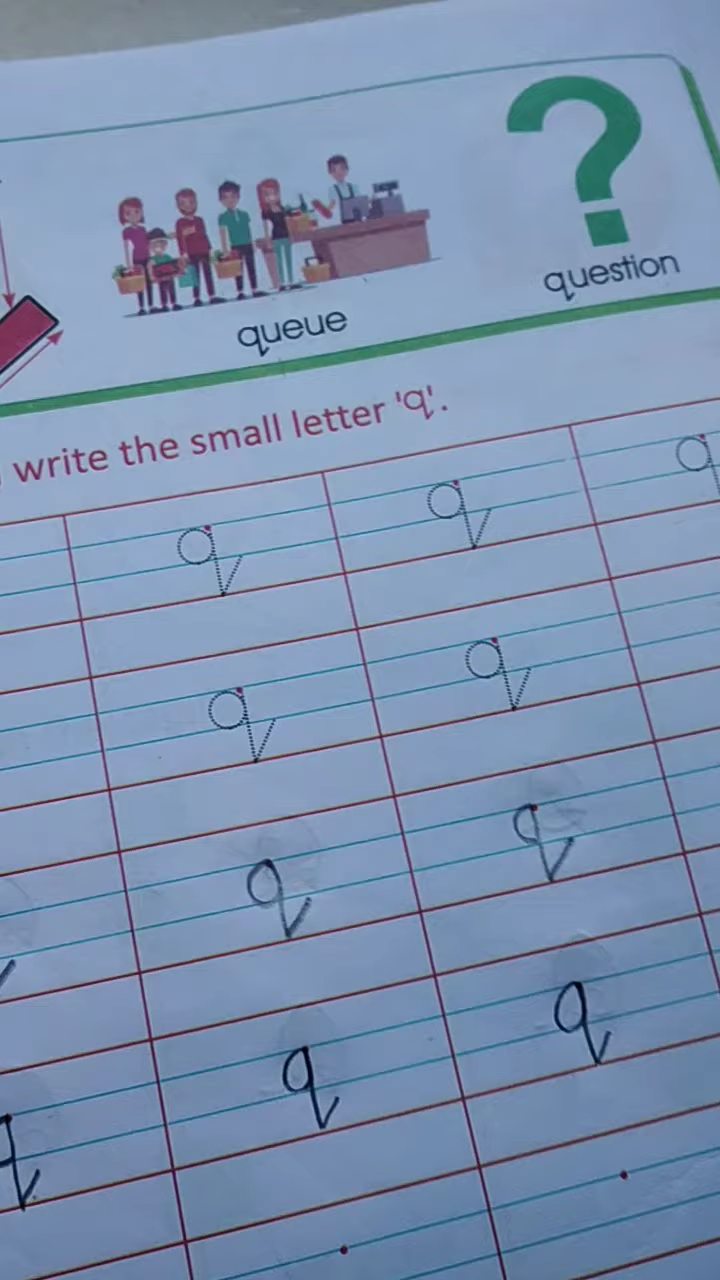 queue question
write the small letter 'q'.
q q q
q q
q q
q q q